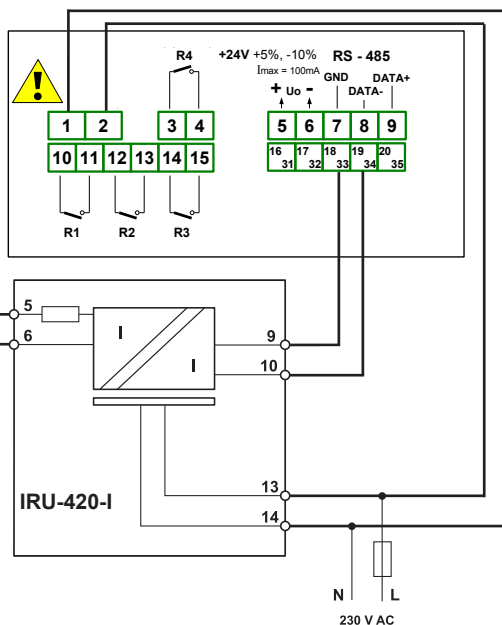 R4 +24V +5%, -10% RS - 485
Imax = 100mA GND DATA+
+ Uo - DATA-
!
1 2 3 4 5 6 7 8 9
10 11 12 13 14 15 16 31 17 32 18 33 19 34 20 35
R1 R2 R3
5
6
I
I
9
10
13
IRU-420-I
14
N L
230 V AC